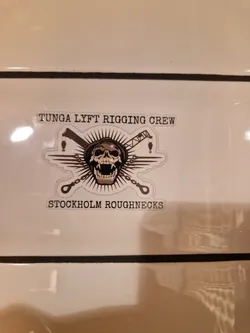 TUNGA LYFT RIGGING CREW
STOCKHOLM ROUGHNECKS